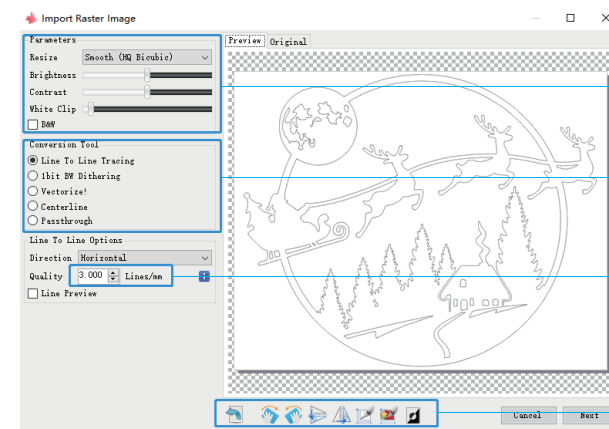 Import Raster Image
Parameters
Resize Smooth (HQ Bicubic)
Brightness
Contrast
White Clip
B&W
Conversion Tool
Line To Line Tracing
1bit BW Dithering
Vectorize!
Centerline
Passthrough
Line To Line Options
Direction Horizontal
Quality 3.000 Lines/mm
Line Preview
Preview Original
Cancel Next